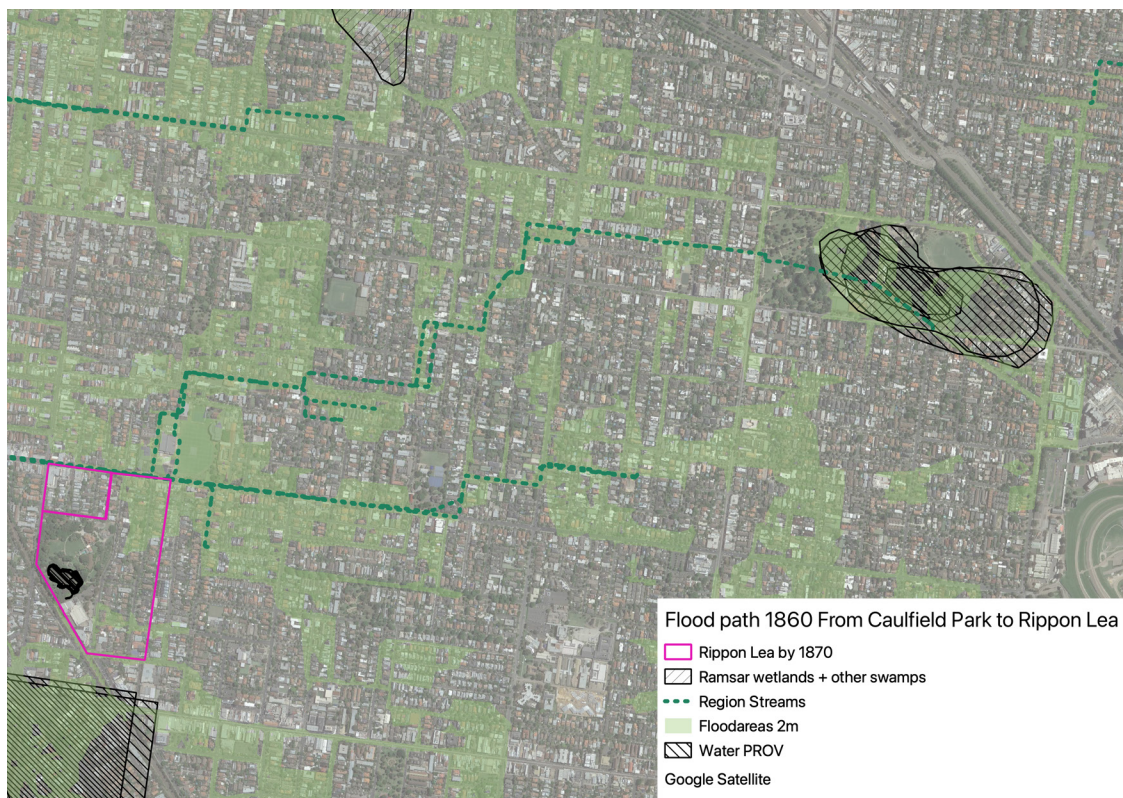 Flood path 1860 From Caulfield Park to Rippon Lea
Rippon Lea by 1870
Ramsar wetlands + other swamps
Region Streams
Floodareas 2m
Water PROV
Google Satellite